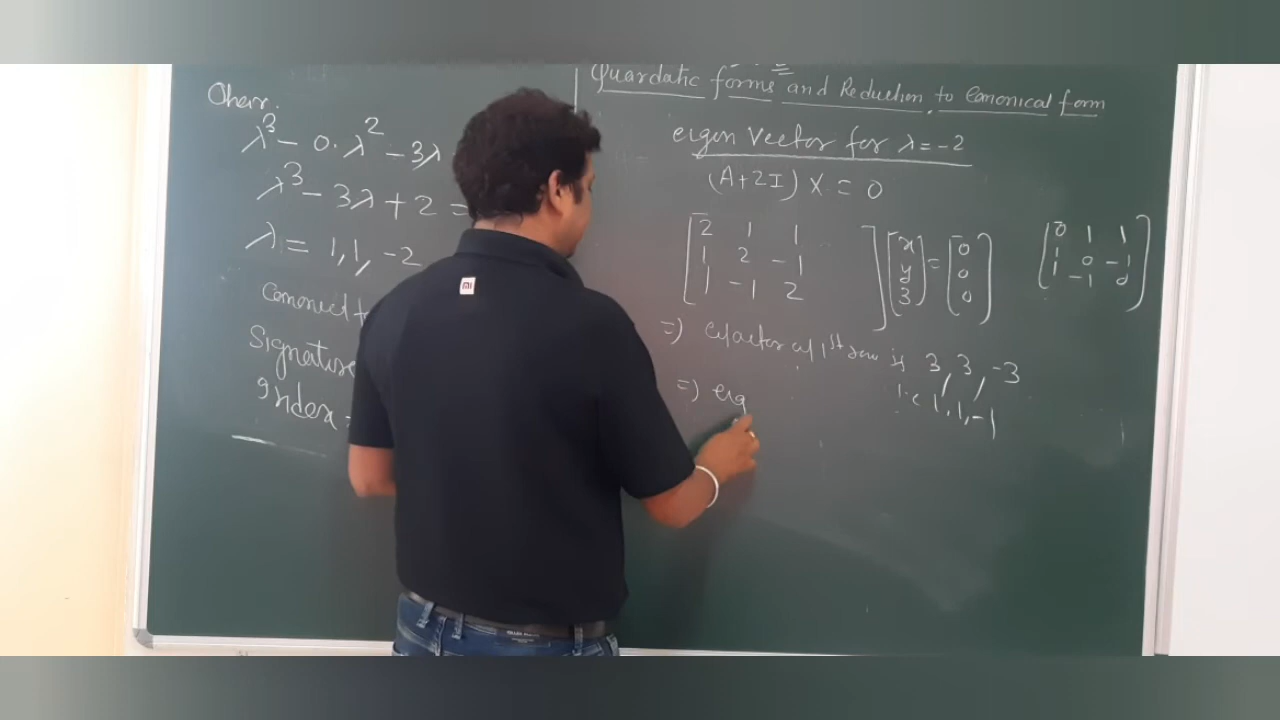 Char.
λ³ - 0·λ² - 3λ
λ³ - 3λ + 2 =
λ = 1, 1, -2
Signature
Index =
Quardatic forms and Reduction to Canonical form
eigen Vector for λ = -2
(A+2I) X = 0
[2 1 1
1 2 -1
1 -1 2] [x
y
z] = [0
0
0]
[0 1 1
1 0 -1
1 -1 0]
=) Cofactor of 1st row is 3, 3, -3
i.e 1, 1, -1
=) eig
mi